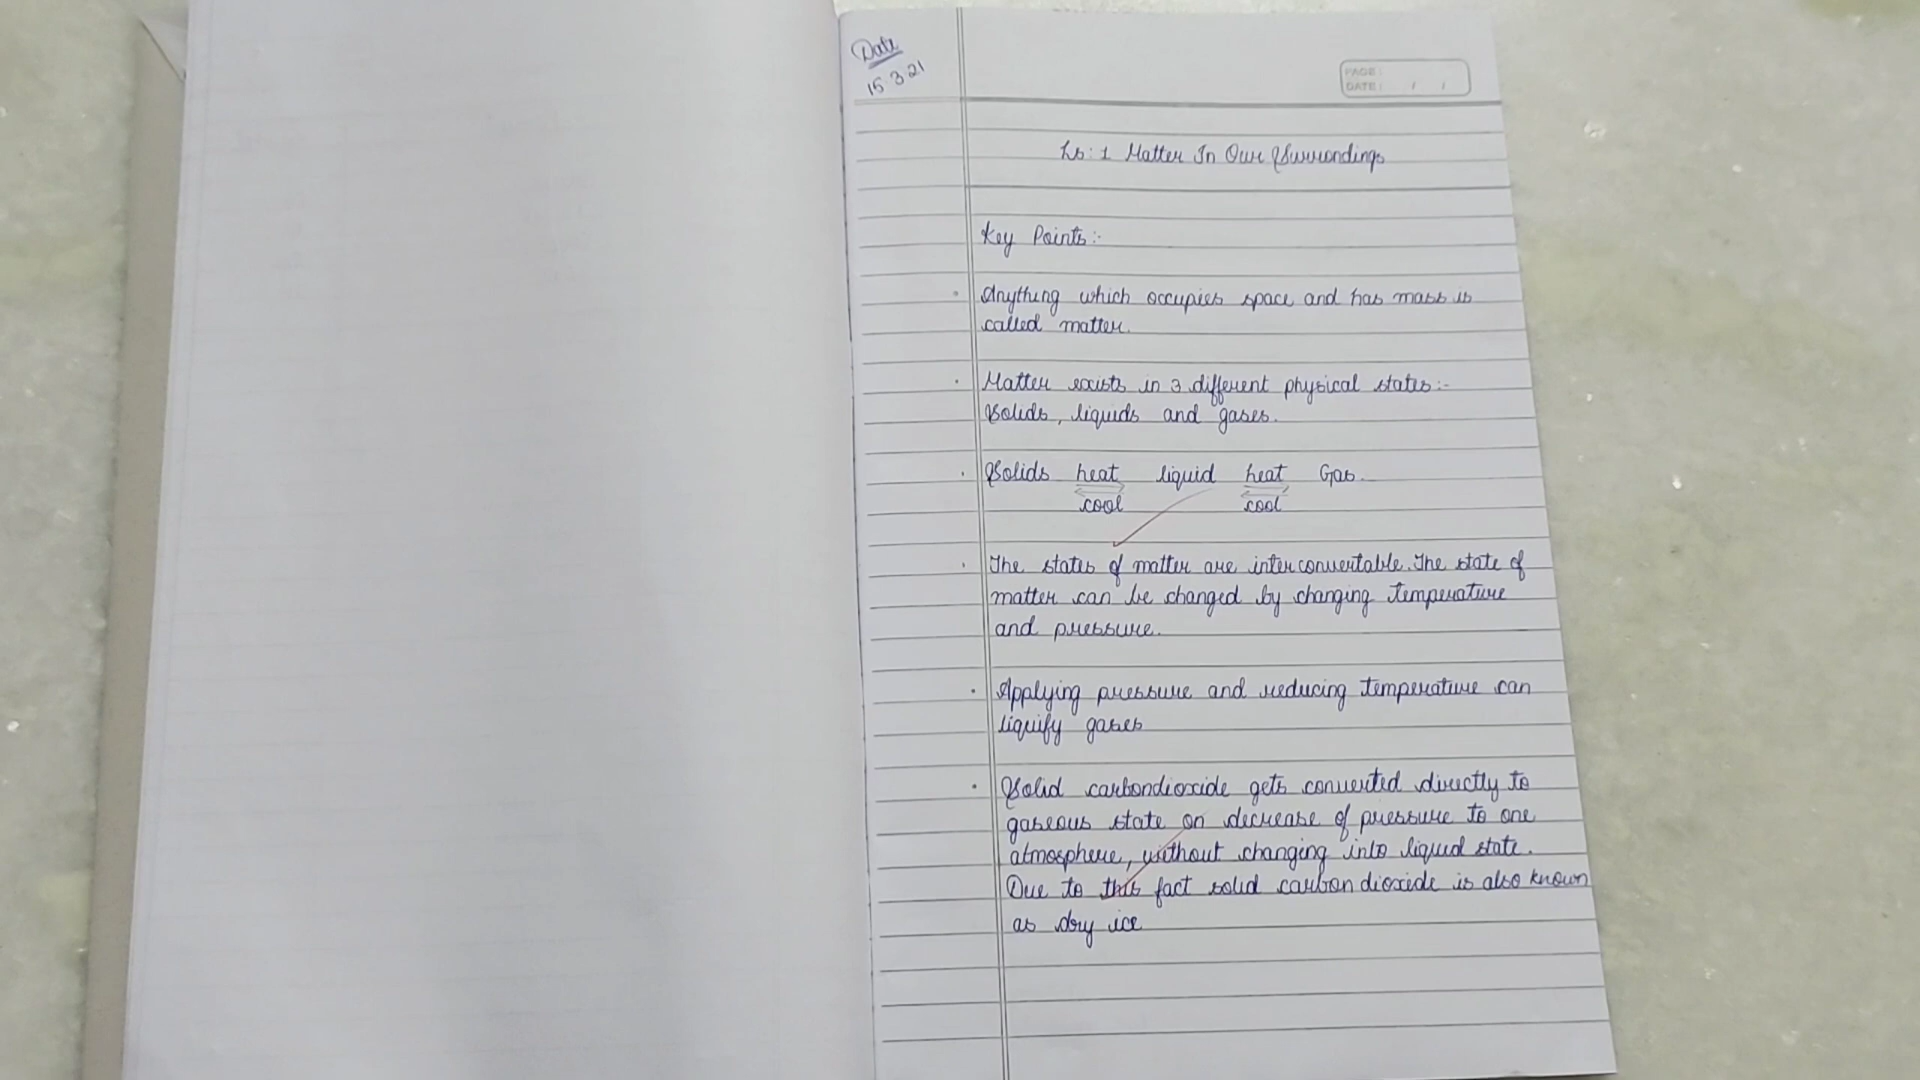 Date
15.3.21
PAGE:
DATE: / /
Ls: 1 Matter In Our Surrondings
Key Points:-
· Anything which occupies space and has mass is
called matter.
· Matter exists in 3 different physical states:-
Solids, liquids and gases.
· Solids heat liquid heat Gas.
cool cool
· The states of matter are interconvertable. The state of
matter can be changed by changing temperature
and pressure.
· Applying pressure and reducing temperature can
liquify gases
· Solid carbondioxide gets converted directly to
gaseous state on decrease of pressure to one
atmosphere, without changing into liquid state.
Due to this fact solid carbon dioxide is also known
as dry ice